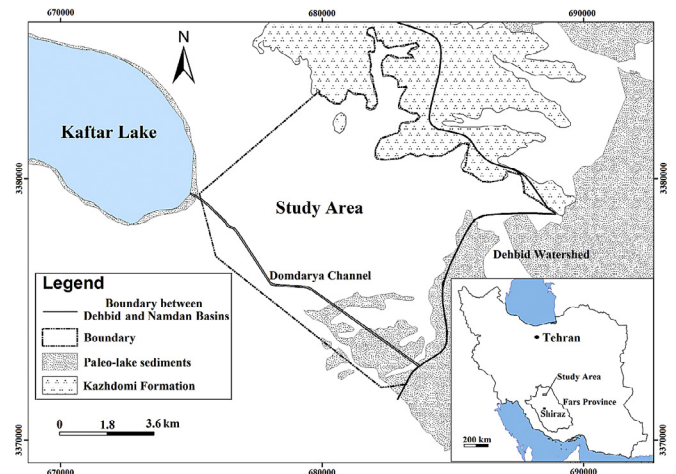 670000
680000
690000
N
Kaftar Lake
3380000
3380000
Study Area
Dehbid Watershed
Domdarya Channel
Legend
Boundary between
Dehbid and Namdan Basins
Boundary
Paleo-lake sediments
Kazhdomi Formation
0 1.8 3.6 km
Tehran
Study Area
Fars Province
Shiraz
200 km
3370000
3370000
670000
680000
690000